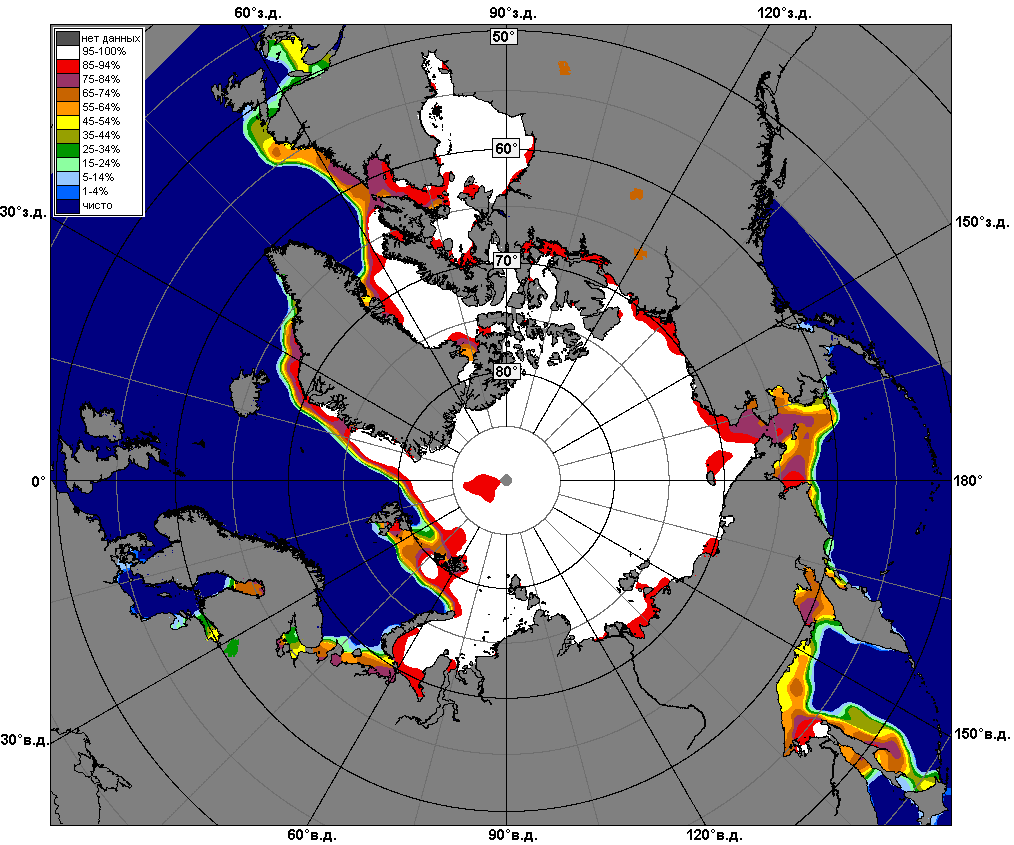 60°з.д.
90°з.д.
120°з.д.
нет данных
95-100%
85-94%
75-84%
65-74%
55-64%
45-54%
35-44%
25-34%
15-24%
5-14%
1-4%
чисто
50°
60°
30°з.д.
150°з.д.
70°
80°
0°
180°
30°в.д.
150°в.д.
60°в.д.
90°в.д.
120°в.д.